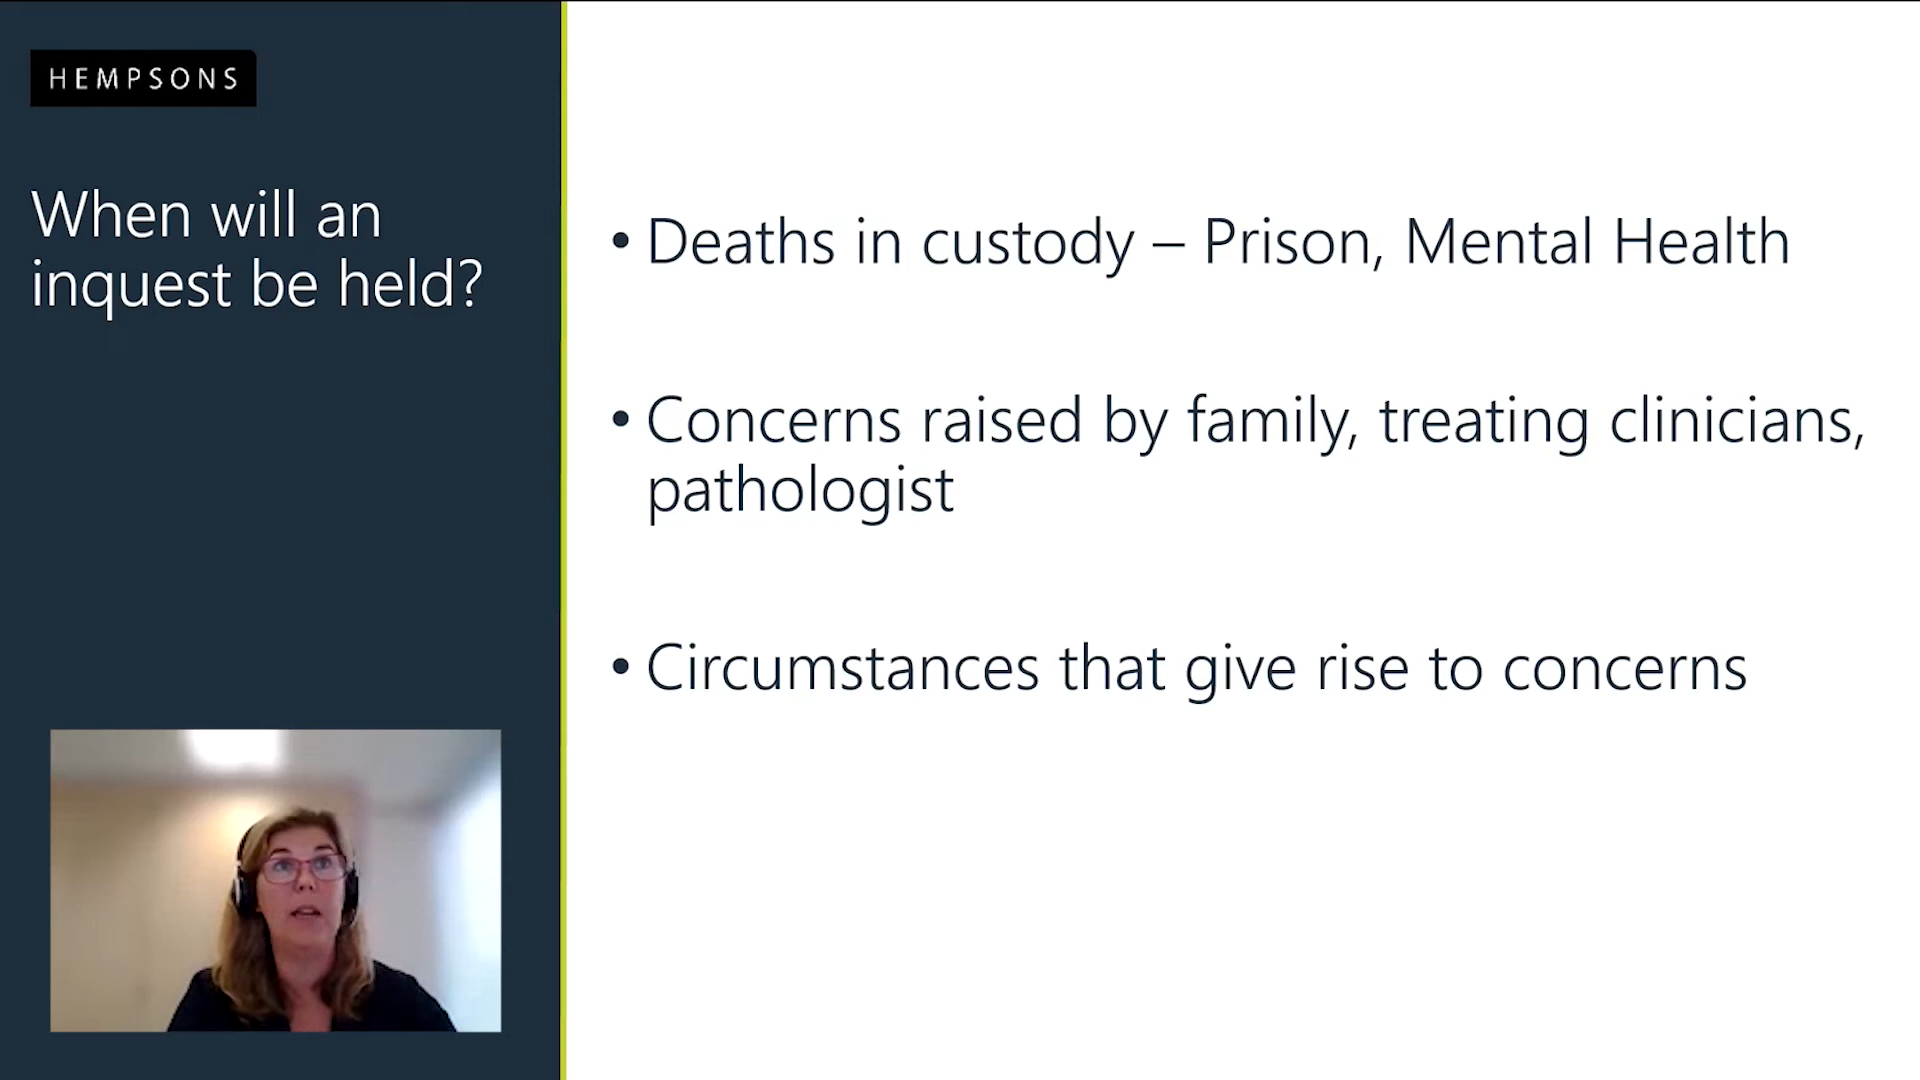 HEMPSONS
When will an
inquest be held?
• Deaths in custody – Prison, Mental Health
• Concerns raised by family, treating clinicians,
pathologist
• Circumstances that give rise to concerns